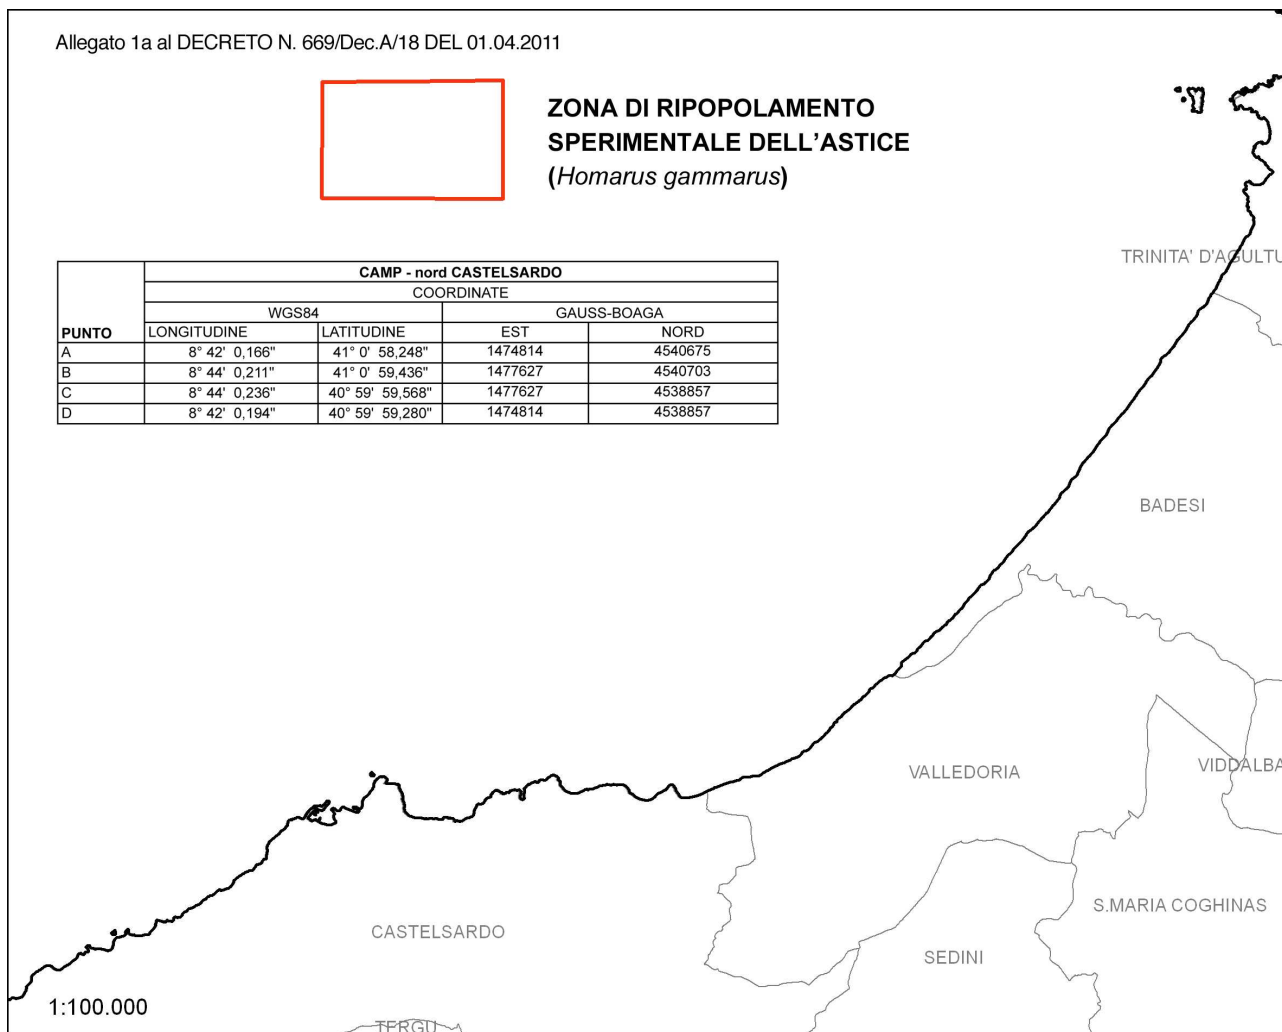 Allegato 1a al DECRETO N. 669/Dec.A/18 DEL 01.04.2011
ZONA DI RIPOPOLAMENTO
SPERIMENTALE DELL'ASTICE
(Homarus gammarus)
CAMP - nord CASTELSARDO
COORDINATE
WGS84 GAUSS-BOAGA
PUNTO LONGITUDINE LATITUDINE EST NORD
A 8° 42' 0,166" 41° 0' 58,248" 1474814 4540675
B 8° 44' 0,211" 41° 0' 59,436" 1477627 4540703
C 8° 44' 0,236" 40° 59' 59,568" 1477627 4538857
D 8° 42' 0,194" 40° 59' 59,280" 1474814 4538857
TRINITA' D'AGULTU
BADESI
VALLEDORIA
VIDDALBA
S.MARIA COGHINAS
CASTELSARDO
SEDINI
1:100.000
TERGU